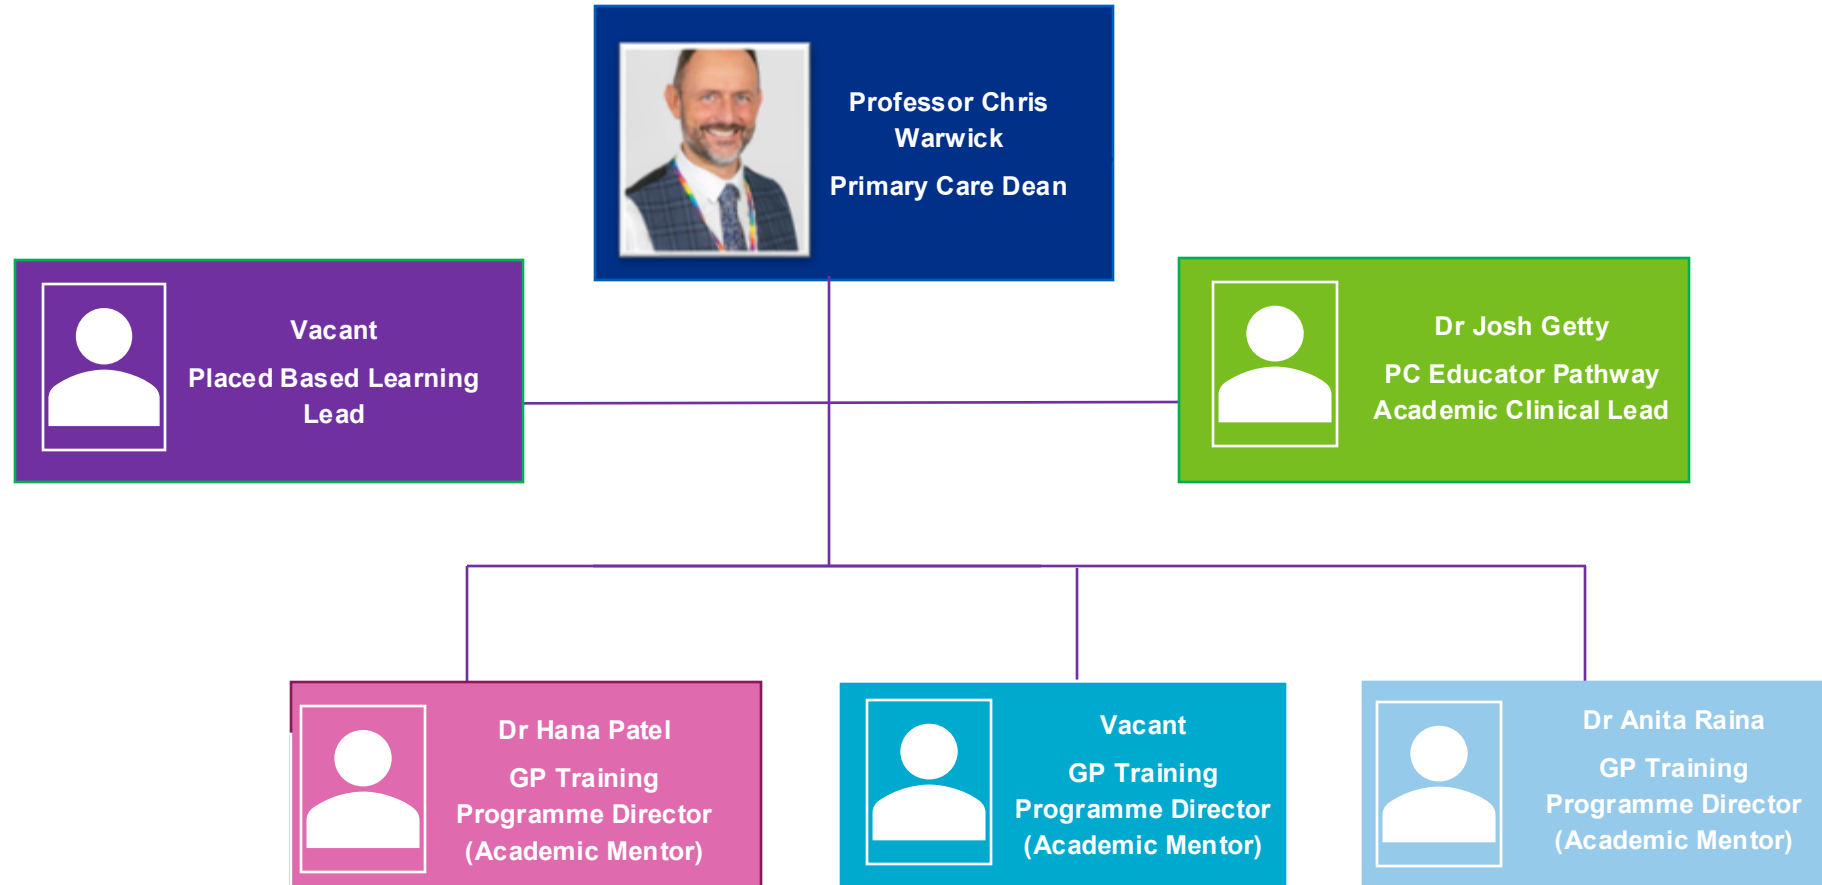 Professor Chris
Warwick
Primary Care Dean
Vacant
Placed Based Learning
Lead
Dr Josh Getty
PC Educator Pathway
Academic Clinical Lead
Dr Hana Patel
GP Training
Programme Director
(Academic Mentor)
Vacant
GP Training
Programme Director
(Academic Mentor)
Dr Anita Raina
GP Training
Programme Director
(Academic Mentor)